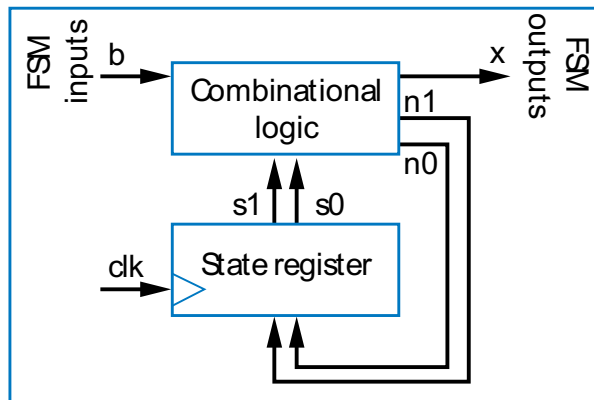 FSM
inputs
b
Combinational
logic
x
FSM
outputs
n1
n0
s1
s0
clk
State register